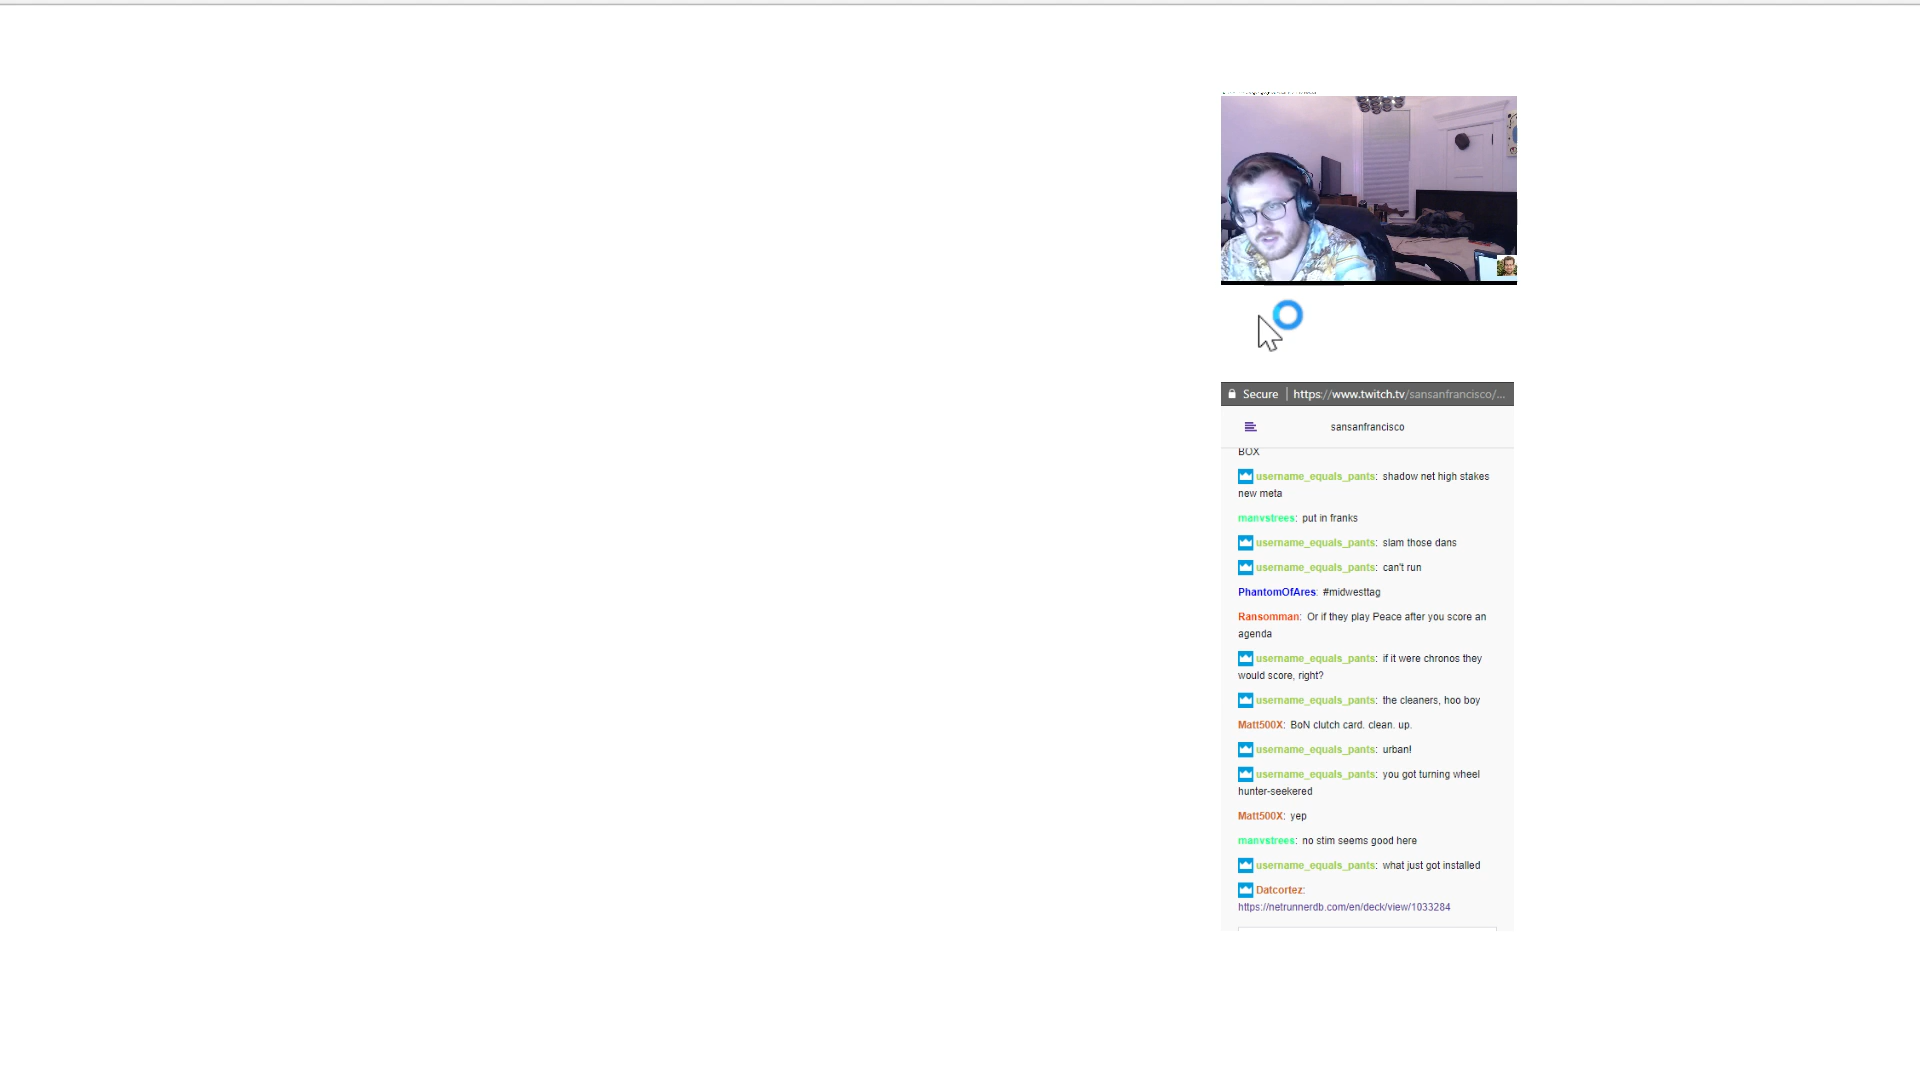 Secure | https://www.twitch.tv/sansanfrancisco/...
sansanfrancisco
BOX
username_equals_pants: shadow net high stakes
new meta
manvstrees: put in franks
username_equals_pants: slam those dans
username_equals_pants: can't run
PhantomOfAres: #midwesttag
Ransomman: Or if they play Peace after you score an
agenda
username_equals_pants: if it were chronos they
would score, right?
username_equals_pants: the cleaners, hoo boy
Matt500X: BoN clutch card. clean. up.
username_equals_pants: urban!
username_equals_pants: you got turning wheel
hunter-seekered
Matt500X: yep
manvstrees: no stim seems good here
username_equals_pants: what just got installed
Datcortez:
https://netrunnerdb.com/en/deck/view/1033284